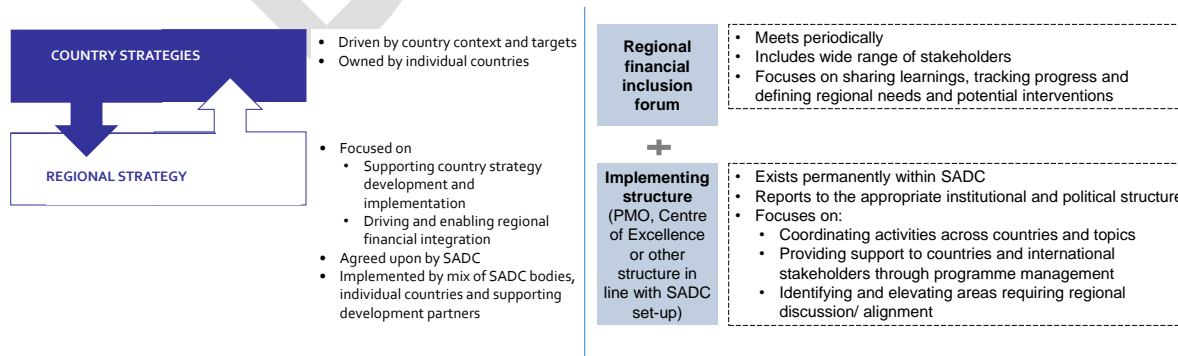 COUNTRY STRATEGIES
• Driven by country context and targets
• Owned by individual countries
REGIONAL STRATEGY
• Focused on
• Supporting country strategy
development and
implementation
• Driving and enabling regional
financial integration
• Agreed upon by SADC
• Implemented by mix of SADC bodies,
individual countries and supporting
development partners
Regional
financial
inclusion
forum
• Meets periodically
• Includes wide range of stakeholders
• Focuses on sharing learnings, tracking progress and
defining regional needs and potential interventions
+
Implementing
structure
(PMO, Centre
of Excellence
or other
structure in
line with SADC
set-up)
• Exists permanently within SADC
• Reports to the appropriate institutional and political structure
• Focuses on:
• Coordinating activities across countries and topics
• Providing support to countries and international
stakeholders through programme management
• Identifying and elevating areas requiring regional
discussion/ alignment